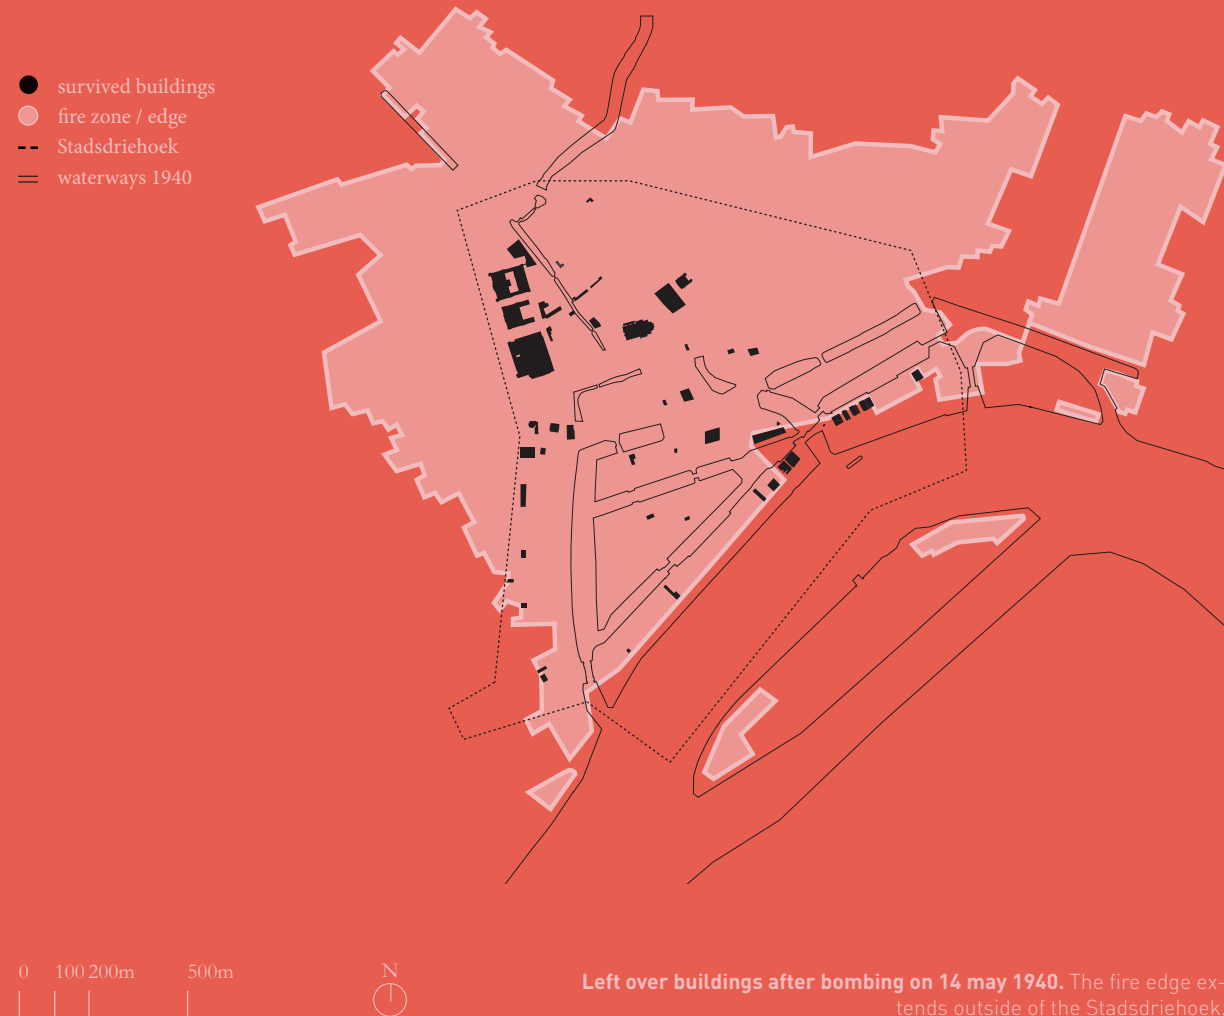 survived buildings
fire zone / edge
Stadsdriehoek
waterways 1940
0 100 200m 500m
N
Left over buildings after bombing on 14 may 1940. The fire edge ex-
tends outside of the Stadsdriehoek.